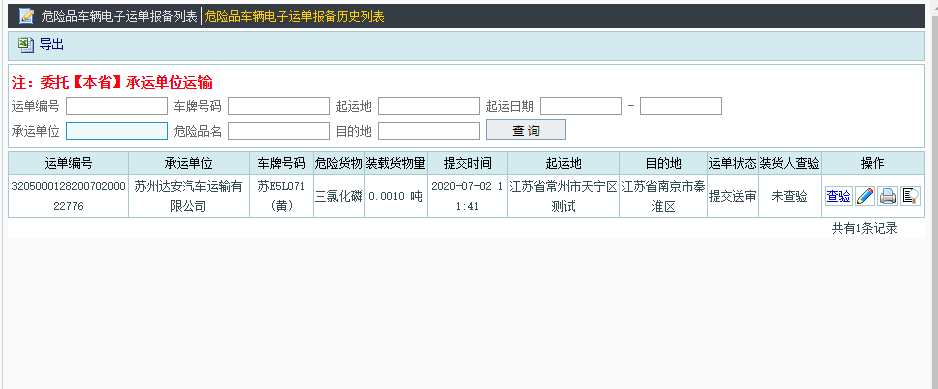 危险品车辆电子运单报备列表 危险品车辆电子运单报备历史列表
导出
注：委托【本省】承运单位运输
运单编号 车牌号码 起运地 起运日期 -
承运单位 危险品名 目的地 查 询
运单编号 承运单位 车牌号码 危险货物 装载货物量 提交时间 起运地 目的地 运单状态 装货人查验 操作
3205000128200702000 苏州达安汽车运输有 苏E5L071 三氯化磷 0.0010 吨 2020-07-02 1 江苏省常州市天宁区 江苏省南京市秦 提交送审 未查验 查验
22776 限公司 (黄) 1:41 测试 淮区
共有1条记录